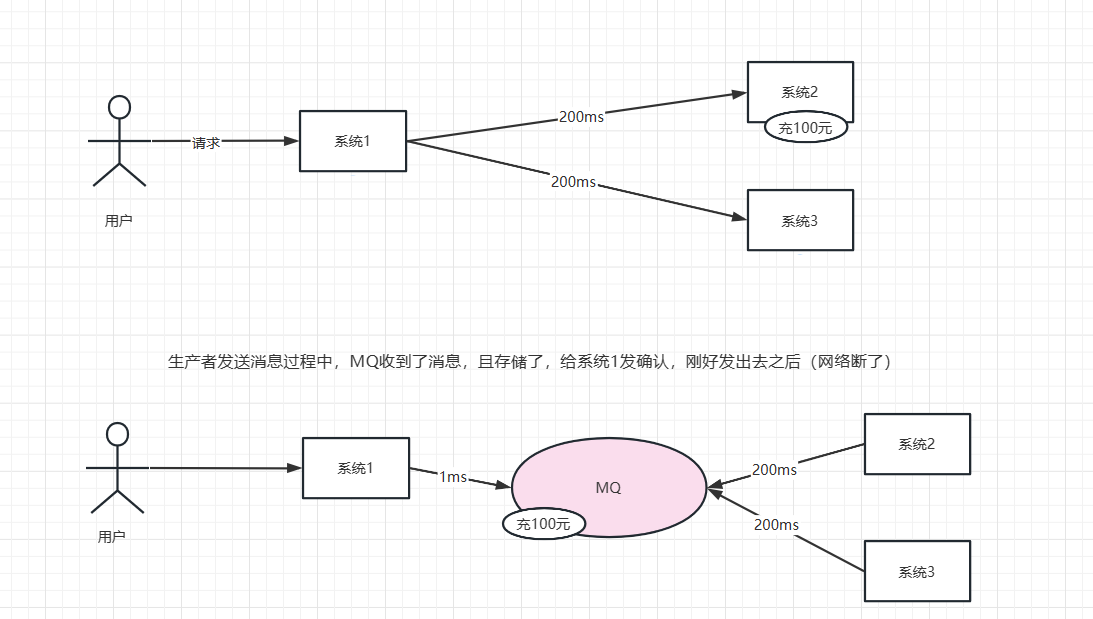 系统2
200ms
充100元
请求
系统1
200ms
用户
系统3
生产者发送消息过程中，MQ收到了消息，且存储了，给系统1发确认，刚好发出去之后（网络断了）
系统2
系统1
200ms
1ms
MQ
充100元
200ms
用户
系统3